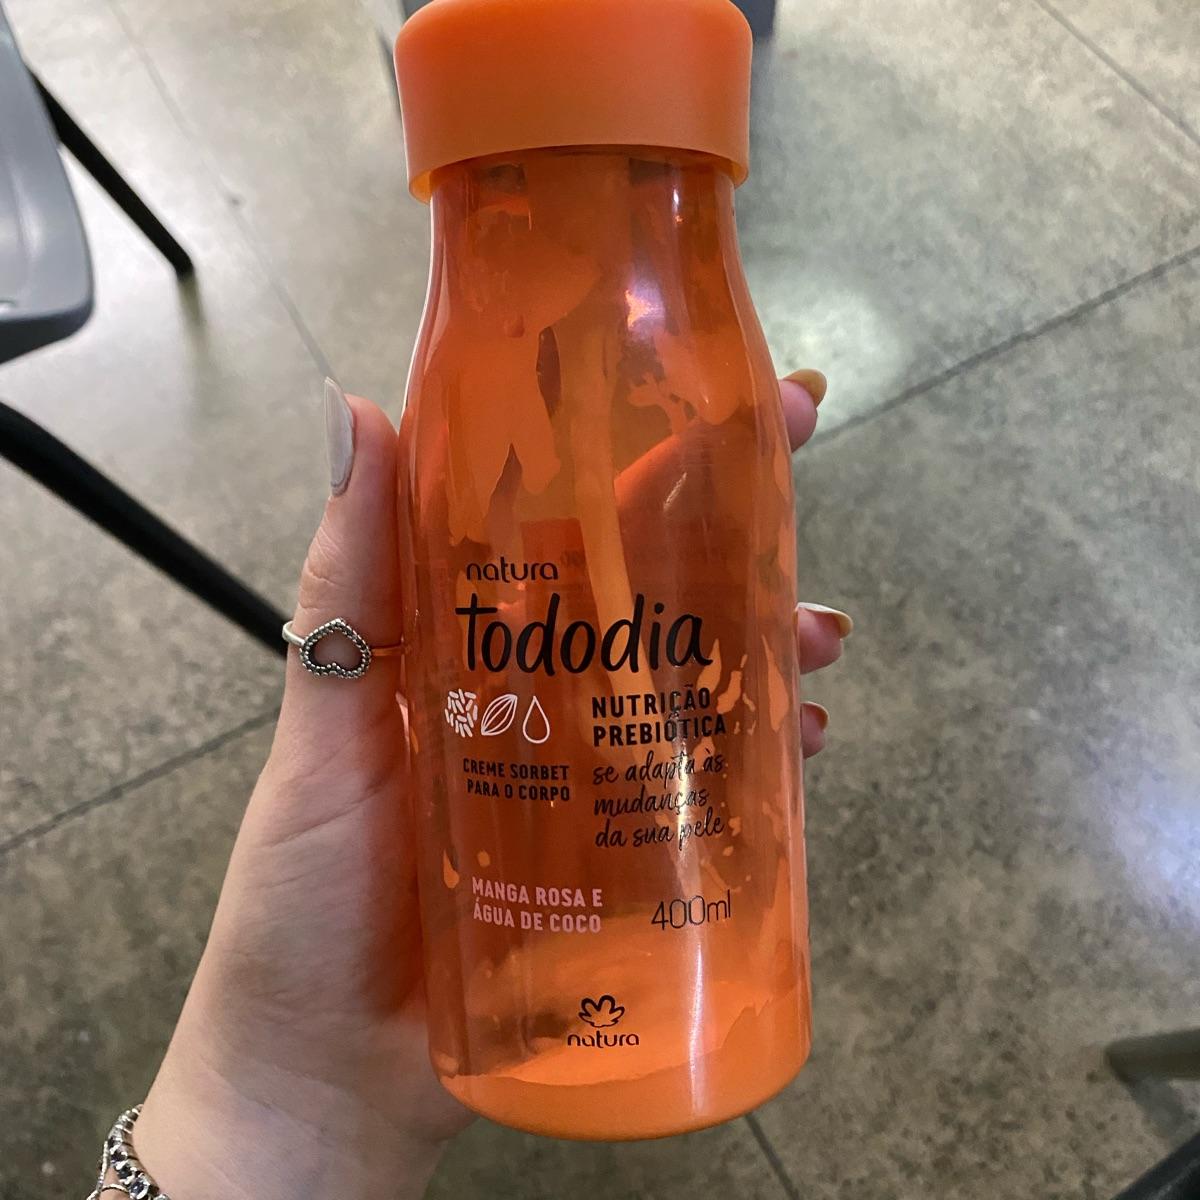 natura
tododia
NUTRIÇÃO
PREBIÓTICA
se adapta às
mudanças
da sua pele
CREME SORBET
PARA O CORPO
MANGA ROSA E
ÁGUA DE COCO
400ml
natura